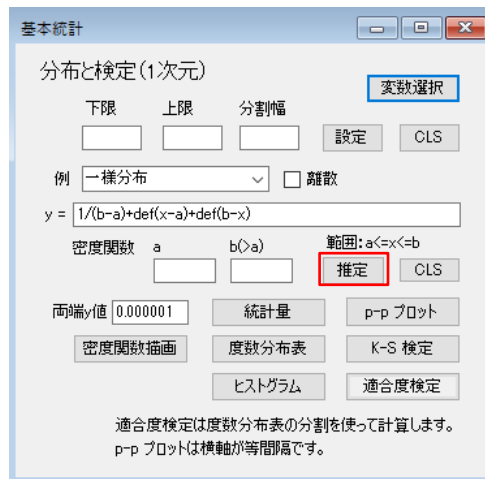 基本統計
分布と検定(1次元)
変数選択
下限 上限 分割幅
設定 CLS
例 一様分布 離散
y = 1/(b-a)+def(x-a)+def(b-x)
密度関数 a b(>a) 範囲:a<=x<=b
推定 CLS
両端y値 0.000001 統計量 p-p プロット
密度関数描画 度数分布表 K-S 検定
ヒストグラム 適合度検定
適合度検定は度数分布表の分割を使って計算します。
p-p プロットは横軸が等間隔です。